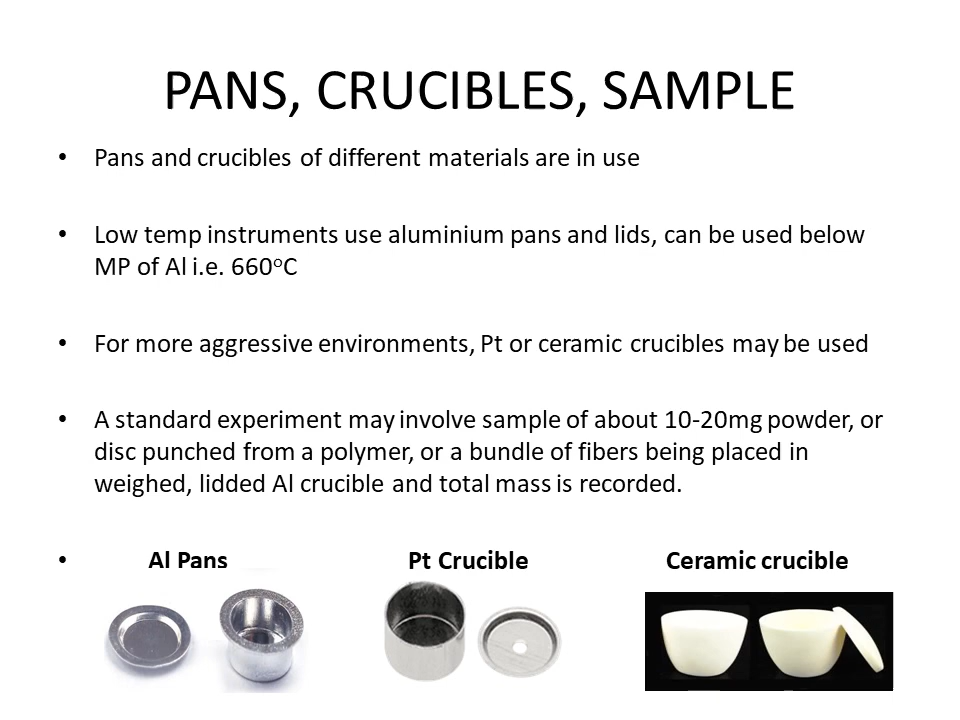 PANS, CRUCIBLES, SAMPLE
• Pans and crucibles of different materials are in use
• Low temp instruments use aluminium pans and lids, can be used below
MP of Al i.e. 660°C
• For more aggressive environments, Pt or ceramic crucibles may be used
• A standard experiment may involve sample of about 10-20mg powder, or
disc punched from a polymer, or a bundle of fibers being placed in
weighed, lidded Al crucible and total mass is recorded.
• Al Pans Pt Crucible Ceramic crucible